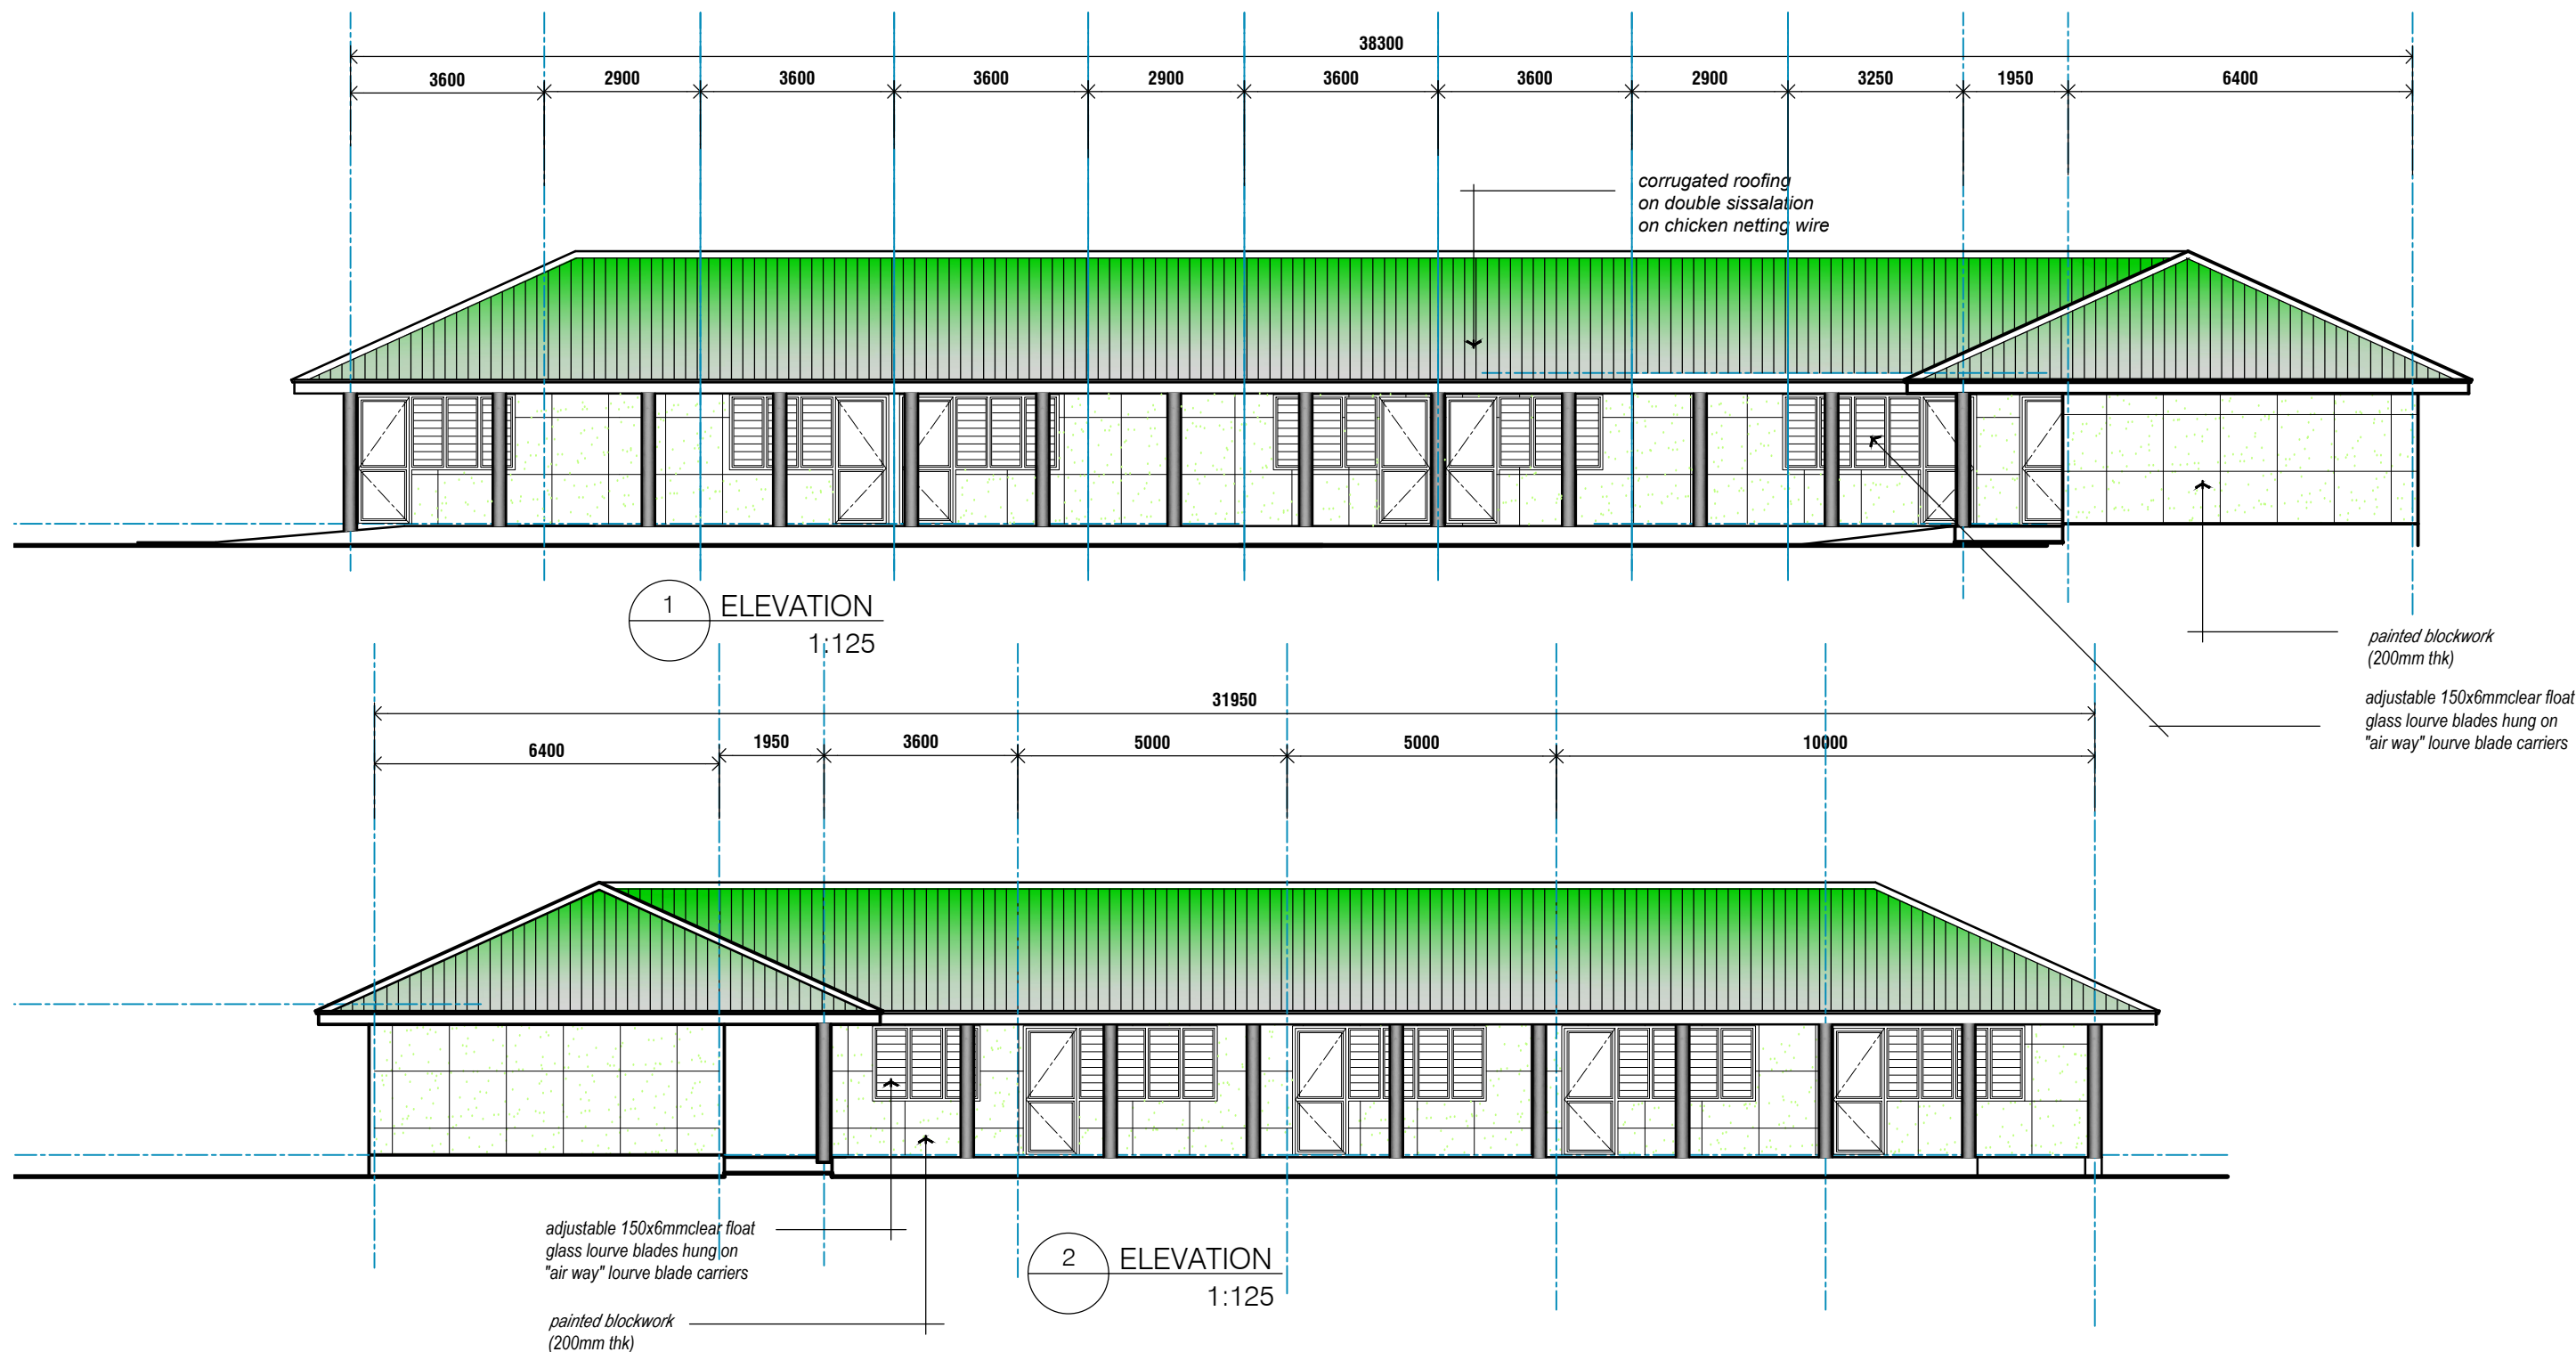 38300
3600 2900 3600 3600 2900 3600 3600 2900 3250 1950 6400
corrugated roofing
on double sissalation
on chicken netting wire
1 ELEVATION
1:125
painted blockwork
(200mm thk)
adjustable 150x6mmclear float
glass lourve blades hung on
"air way" lourve blade carriers
31950
6400 1950 3600 5000 5000 10000
adjustable 150x6mmclear float
glass lourve blades hung on
"air way" lourve blade carriers
2 ELEVATION
1:125
painted blockwork
(200mm thk)